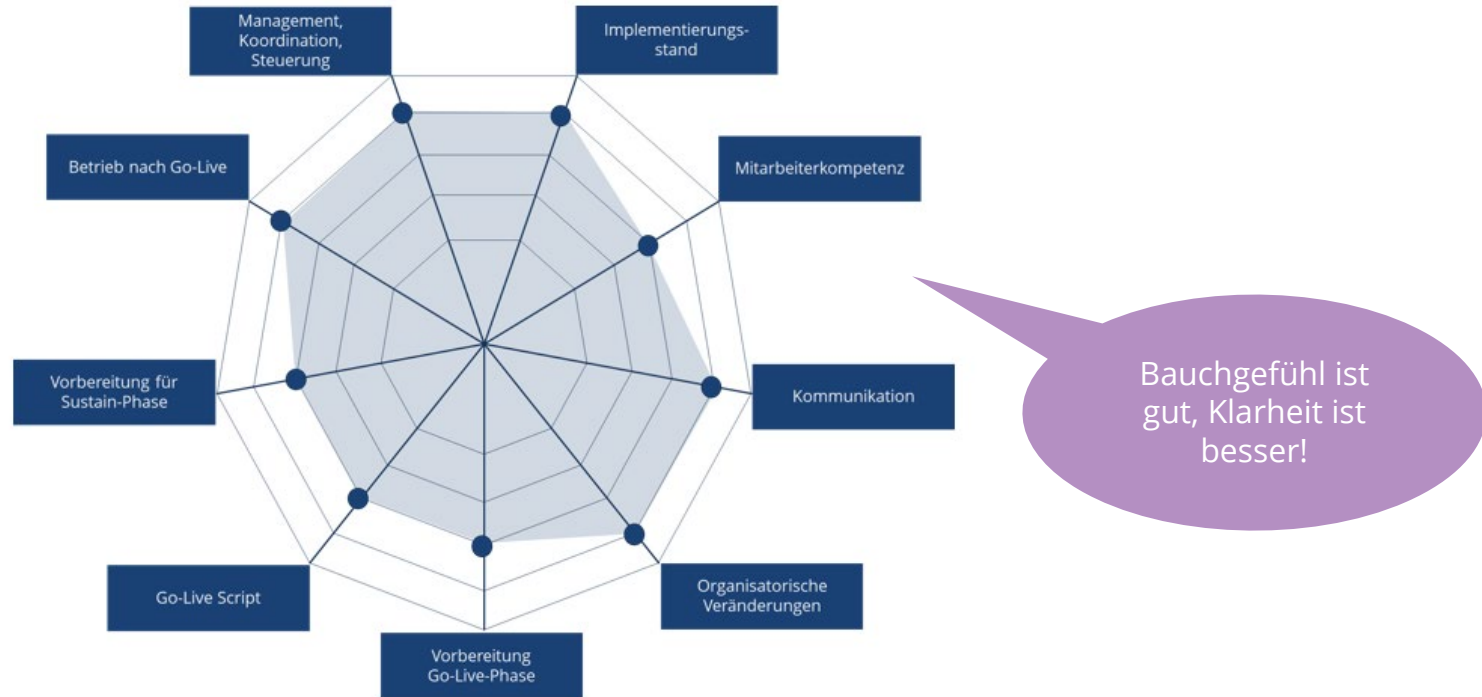 Management,
Koordination,
Steuerung
Implementierungs-
stand
Betrieb nach Go-Live
Mitarbeiterkompetenz
Vorbereitung für
Sustain-Phase
Kommunikation
Go-Live Script
Organisatorische
Veränderungen
Vorbereitung
Go-Live-Phase
Bauchgefühl ist
gut, Klarheit ist
besser!